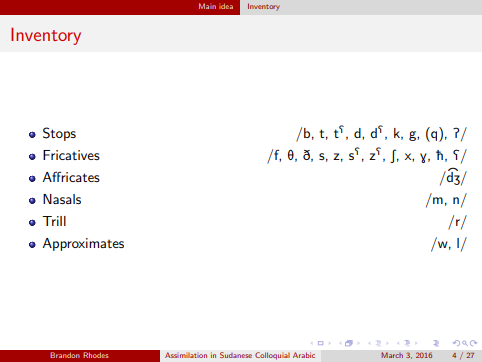 Main idea Inventory
Inventory
Stops /b, t, tˤ, d, dˤ, k, g, (q), ʔ/
Fricatives /f, θ, ð, s, z, sˤ, zˤ, ʃ, x, ɣ, ħ, ʕ/
Affricates /d͡ʒ/
Nasals /m, n/
Trill /r/
Approximates /w, l/
Brandon Rhodes Assimilation in Sudanese Colloquial Arabic March 3, 2016 4 / 27